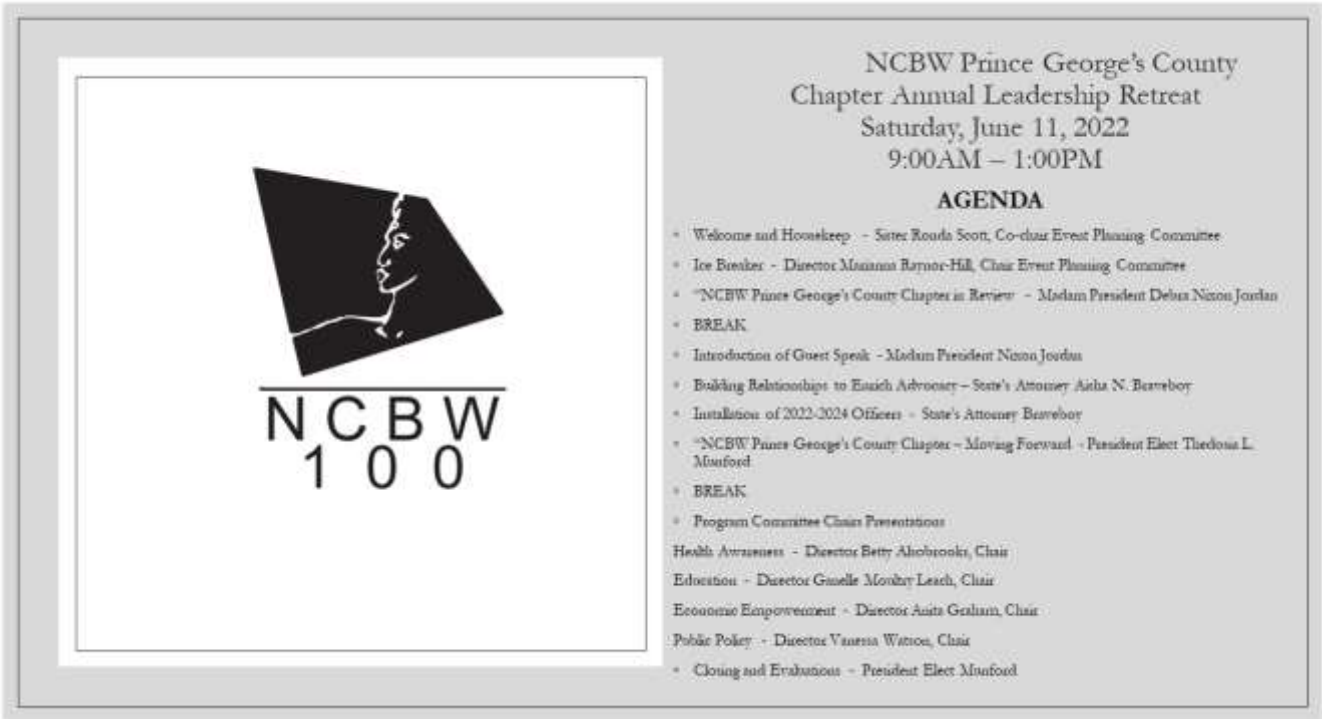 NCBW
100
NCBW Prince George's County
Chapter Annual Leadership Retreat
Saturday, June 11, 2022
9:00AM – 1:00PM
AGENDA
Welcome and Housekeep - Sister Ronda Scott, Co-chair Event Planning Committee
Ice Breaker - Director Marianna Raynor-Hill, Chair Event Planning Committee
"NCBW Prince George's County Chapter in Review - Madam President Debra Nixon Jordan
BREAK
Introduction of Guest Speak - Madam President Nixon Jordan
Building Relationships to Enrich Advocacy – State's Attorney Aisha N. Braveboy
Installation of 2022-2024 Officers - State's Attorney Braveboy
"NCBW Prince George's County Chapter – Moving Forward - President Elect L.
Munford
BREAK
Program Committee Chairs Presentations
Health Awareness - Director Betty Alsobrooks, Chair
Education - Director Moultry Leach, Chair
Economic Empowerment - Director Anita Graham, Chair
Public Policy - Director Vanessa Watson, Chair
Closing and Evaluations - President Elect Munford